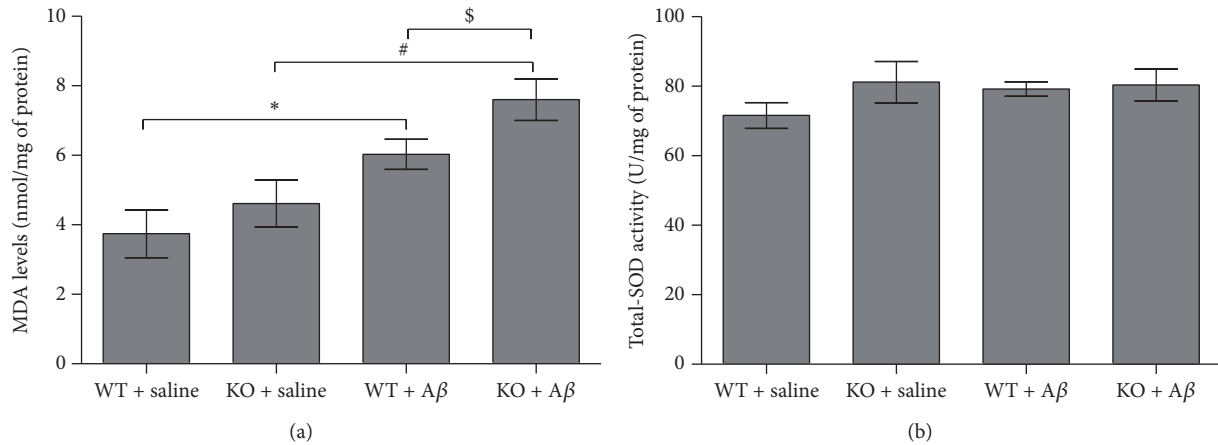 10
8
6
4
2
0
MDA levels (nmol/mg of protein)
$
#
*
WT + saline
KO + saline
WT + Aβ
KO + Aβ
(a)
100
80
60
40
20
0
Total-SOD activity (U/mg of protein)
WT + saline
KO + saline
WT + Aβ
KO + Aβ
(b)